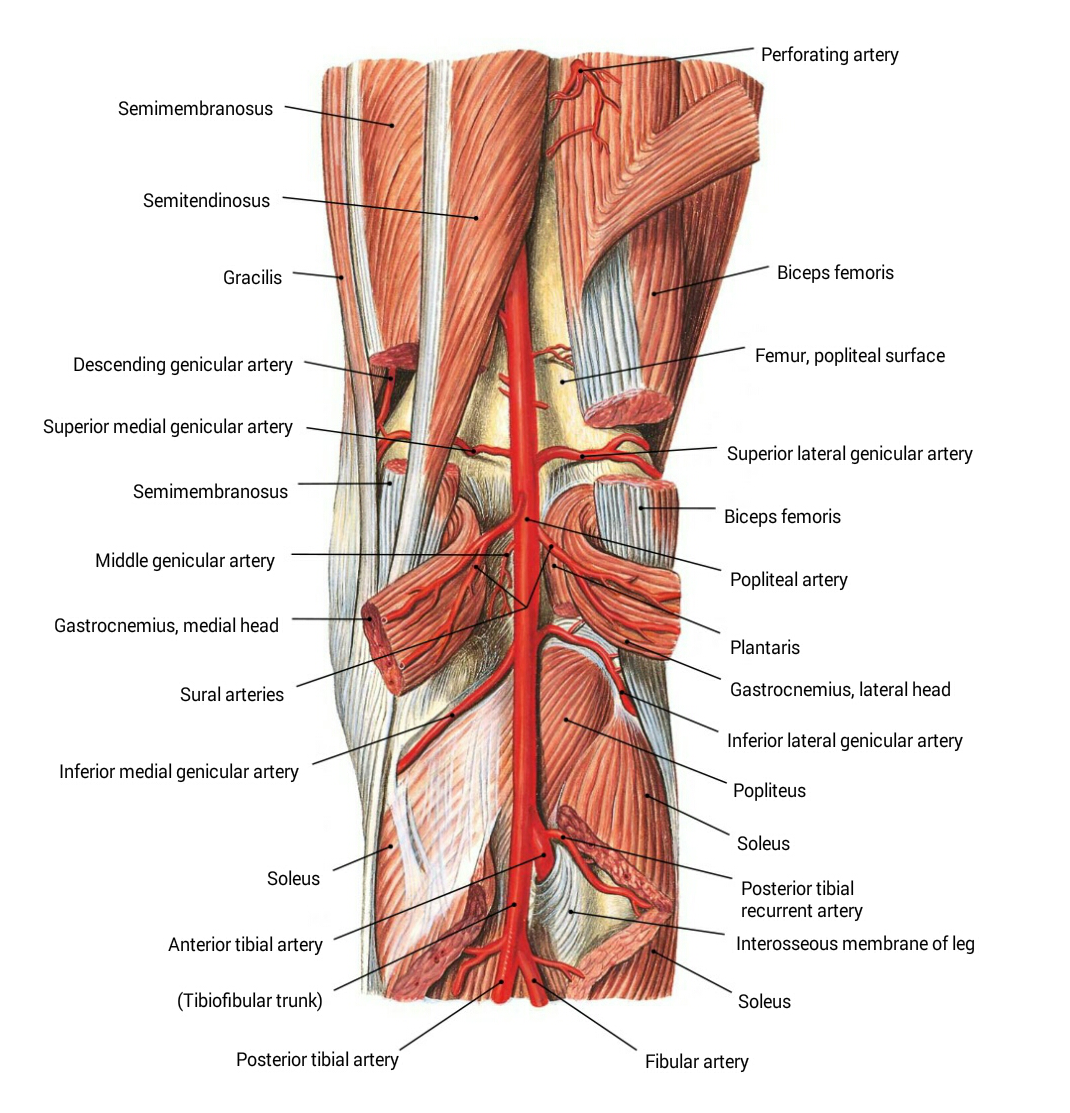 Perforating artery
Semimembranosus
Semitendinosus
Gracilis
Biceps femoris
Femur, popliteal surface
Descending genicular artery
Superior medial genicular artery
Superior lateral genicular artery
Semimembranosus
Biceps femoris
Middle genicular artery
Popliteal artery
Gastrocnemius, medial head
Plantaris
Sural arteries
Gastrocnemius, lateral head
Inferior lateral genicular artery
Inferior medial genicular artery
Popliteus
Soleus
Soleus
Posterior tibial
recurrent artery
Anterior tibial artery
Interosseous membrane of leg
(Tibiofibular trunk)
Soleus
Posterior tibial artery
Fibular artery